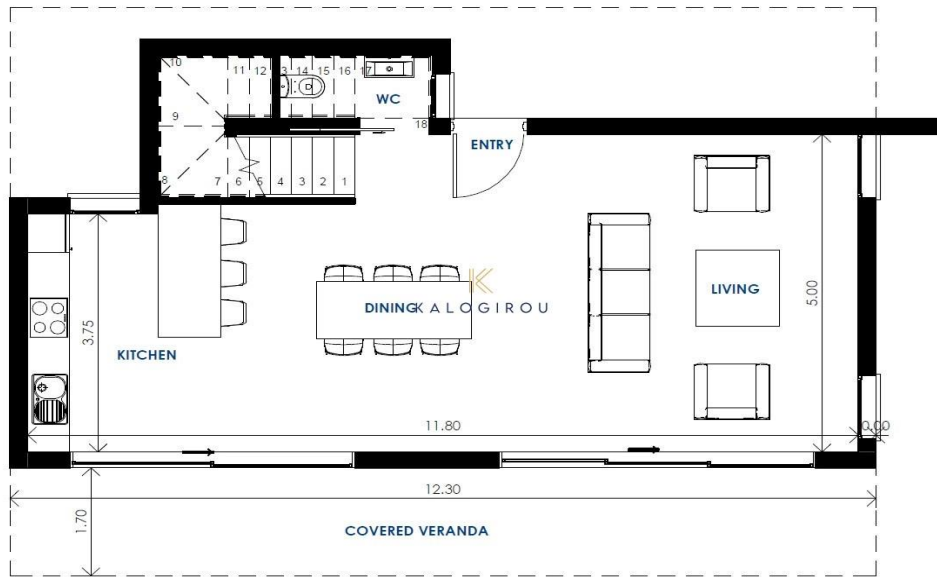 10 11 12 13 14 15 16 17
WC
9
18
ENTRY
8 7 6 5 4 3 2 1
LIVING
5.00
DINING
KALOGIROU
3.75
KITCHEN
11.80
0.00
12.30
1.70
COVERED VERANDA